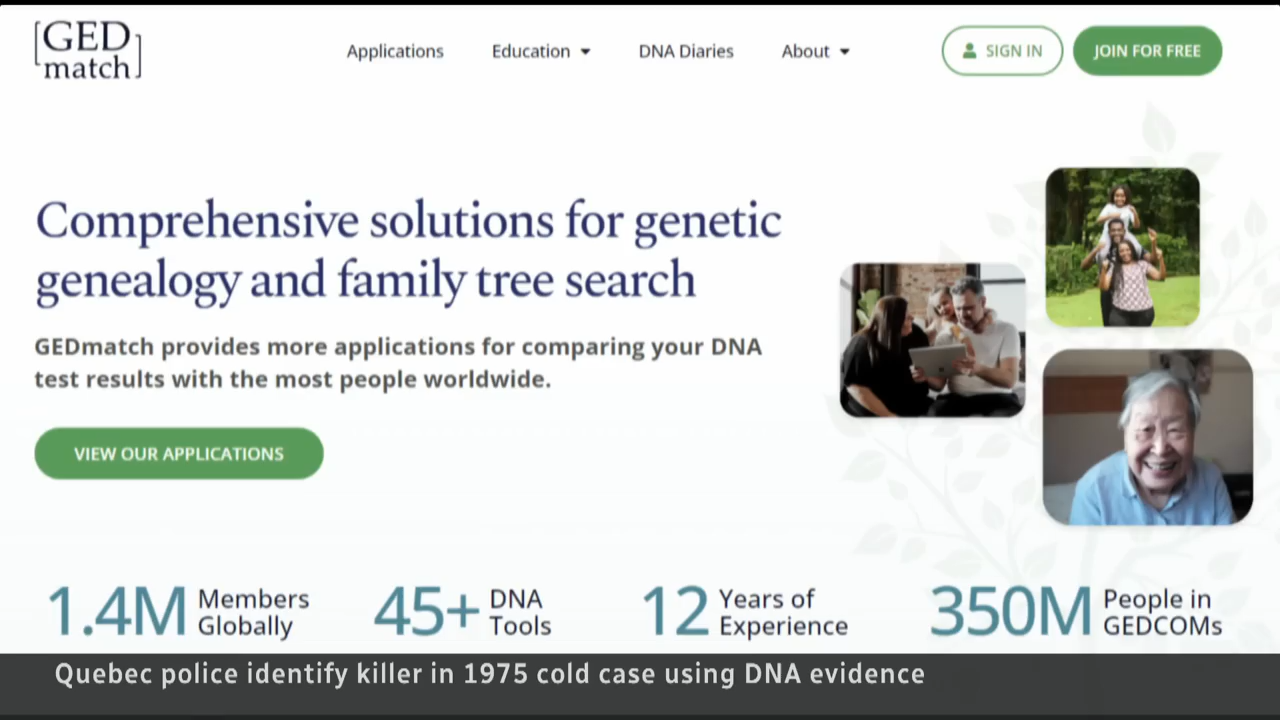 GED
match
Applications
Education
DNA Diaries
About
SIGN IN
JOIN FOR FREE
Comprehensive solutions for genetic
genealogy and family tree search
GEDmatch provides more applications for comparing your DNA
test results with the most people worldwide.
VIEW OUR APPLICATIONS
1.4M Members
Globally
45+ DNA
Tools
12 Years of
Experience
350M People in
GEDCOMs
Quebec police identify killer in 1975 cold case using DNA evidence